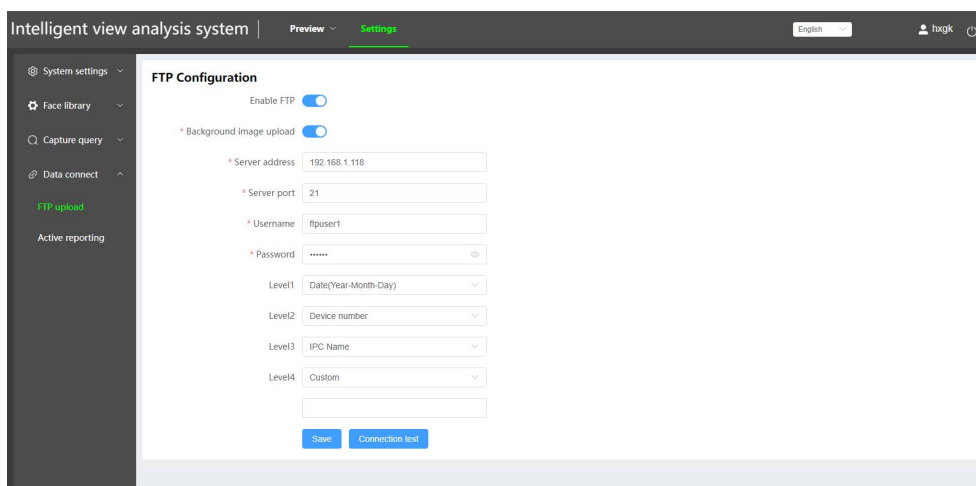 Intelligent view analysis system | Preview Settings English hxgk
System settings
Face library
Capture query
Data connect
FTP upload
Active reporting
FTP Configuration
Enable FTP
* Background image upload
* Server address 192.168.1.118
* Server port 21
* Username ftpuser1
* Password ••••••
Level1 Date(Year-Month-Day)
Level2 Device number
Level3 IPC Name
Level4 Custom
Save Connection test